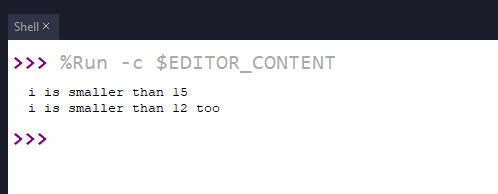 Shell ×
>>> %Run -c $EDITOR_CONTENT
i is smaller than 15
i is smaller than 12 too
>>>